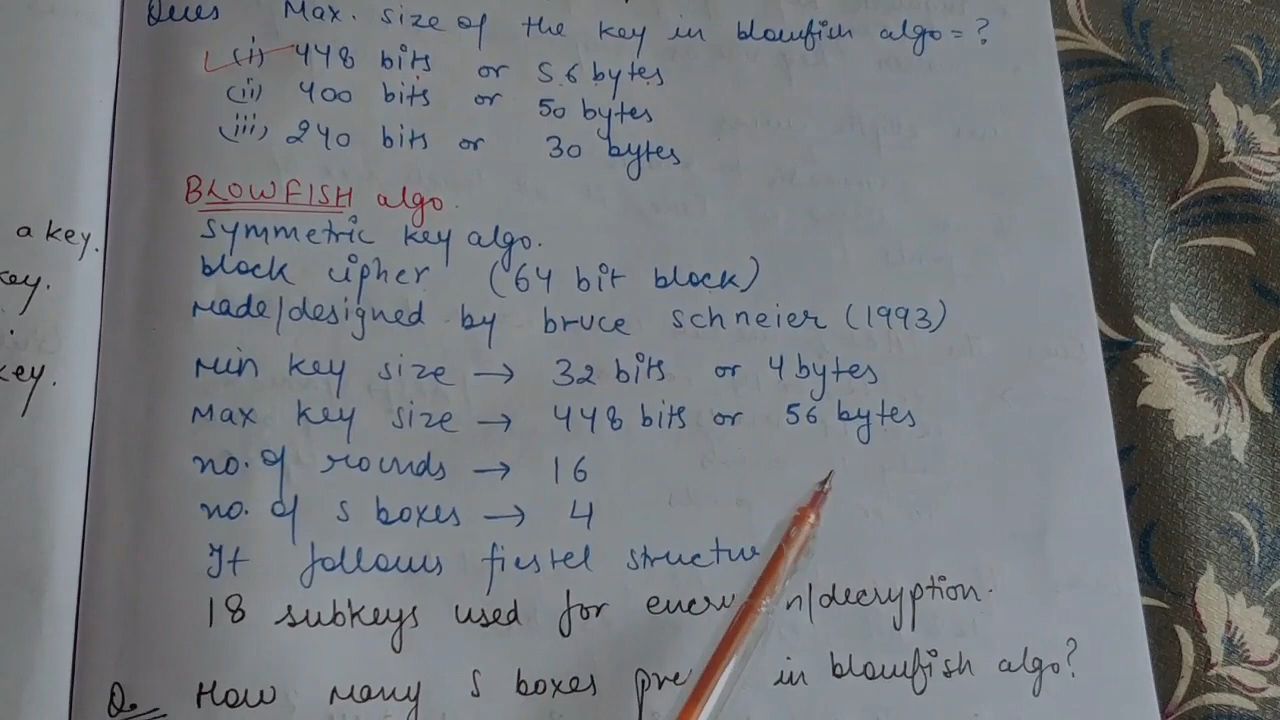 Ques Max. size of the key in blowfish algo = ?
(i) 448 bits or 56 bytes
(ii) 400 bits or 50 bytes
(iii) 240 bits or 30 bytes
BLOWFISH algo.
a key.
symmetric key algo.
key.
block cipher (64 bit block)
made/designed by bruce schneier (1993)
key.
Min key size → 32 bits or 4 bytes
Max key size → 448 bits or 56 bytes
no. of rounds → 16
no. of s boxes → 4
It follows fiestel structu
18 subkeys used for encry n/decryption.
Q. How many s boxes pre in blowfish algo?